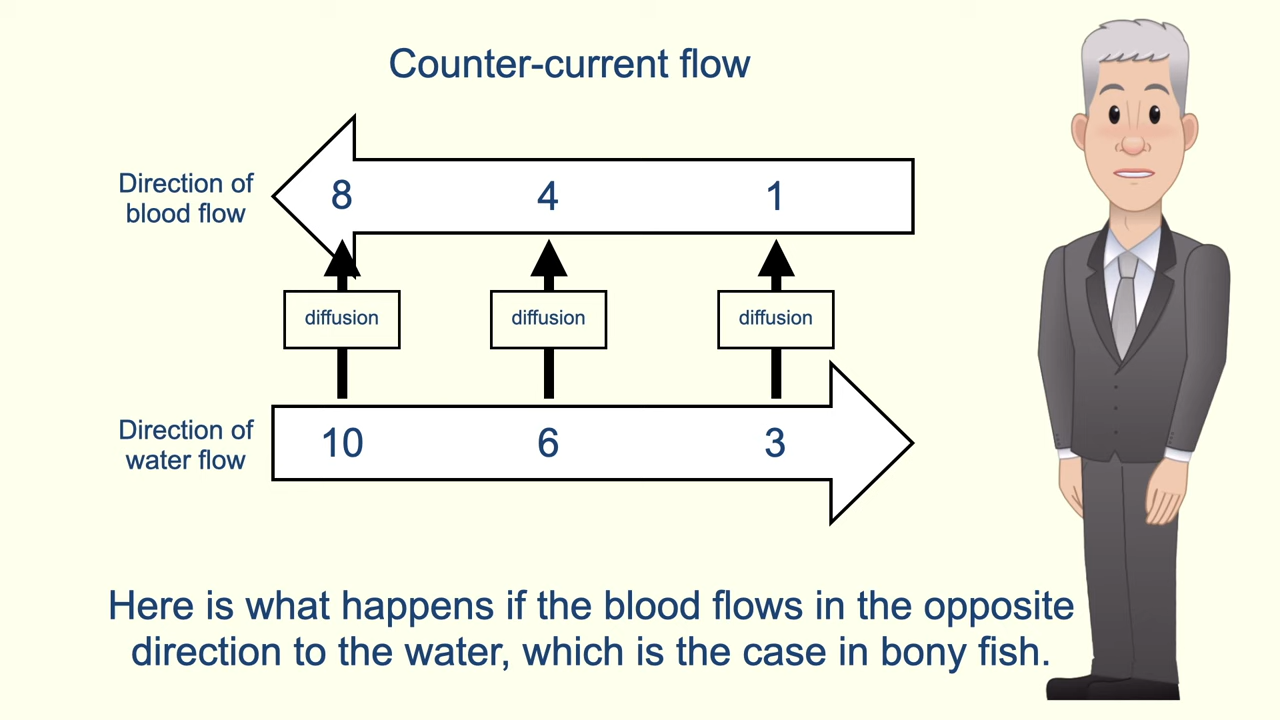 Counter-current flow
Direction of
blood flow
8 4 1
diffusion diffusion diffusion
Direction of
water flow
10 6 3
Here is what happens if the blood flows in the opposite
direction to the water, which is the case in bony fish.